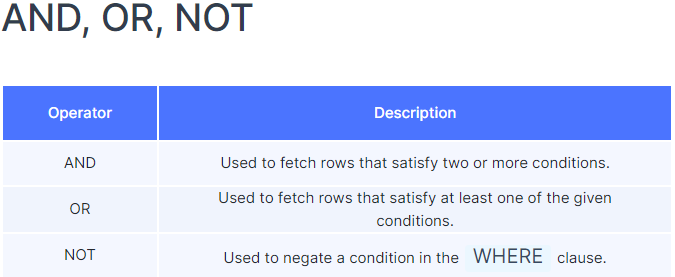 AND, OR, NOT
Operator Description
AND Used to fetch rows that satisfy two or more conditions.
OR Used to fetch rows that satisfy at least one of the given
conditions.
NOT Used to negate a condition in the WHERE clause.